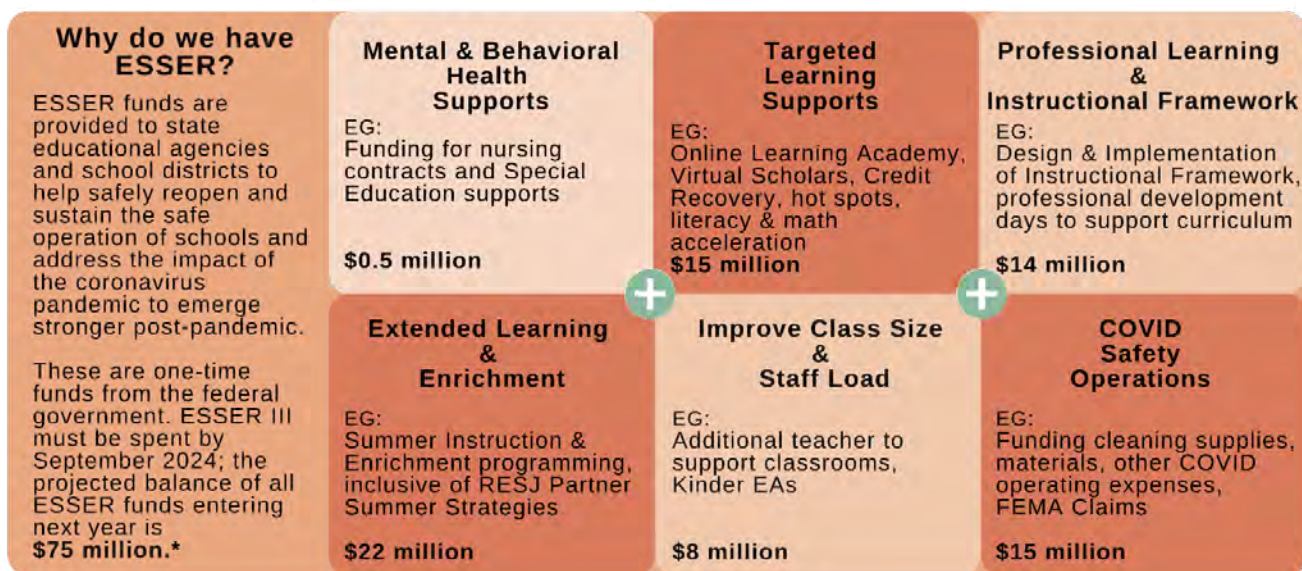 Why do we have
ESSER?
ESSER funds are
provided to state
educational agencies
and school districts to
help safely reopen and
sustain the safe
operation of schools and
address the impact of
the coronavirus
pandemic to emerge
stronger post-pandemic.
These are one-time
funds from the federal
government. ESSER III
must be spent by
September 2024; the
projected balance of all
ESSER funds entering
next year is
$75 million.*
Mental & Behavioral
Health
Supports
EG:
Funding for nursing
contracts and Special
Education supports
$0.5 million
Targeted
Learning
Supports
EG:
Online Learning Academy,
Virtual Scholars, Credit
Recovery, hot spots,
literacy & math
acceleration
$15 million
Professional Learning
&
Instructional Framework
EG:
Design & Implementation
of Instructional Framework,
professional development
days to support curriculum
$14 million
Extended Learning
&
Enrichment
EG:
Summer Instruction &
Enrichment programming,
inclusive of RESJ Partner
Summer Strategies
$22 million
Improve Class Size
&
Staff Load
EG:
Additional teacher to
support classrooms,
Kinder EAs
$8 million
COVID
Safety
Operations
EG:
Funding cleaning supplies,
materials, other COVID
operating expenses,
FEMA Claims
$15 million